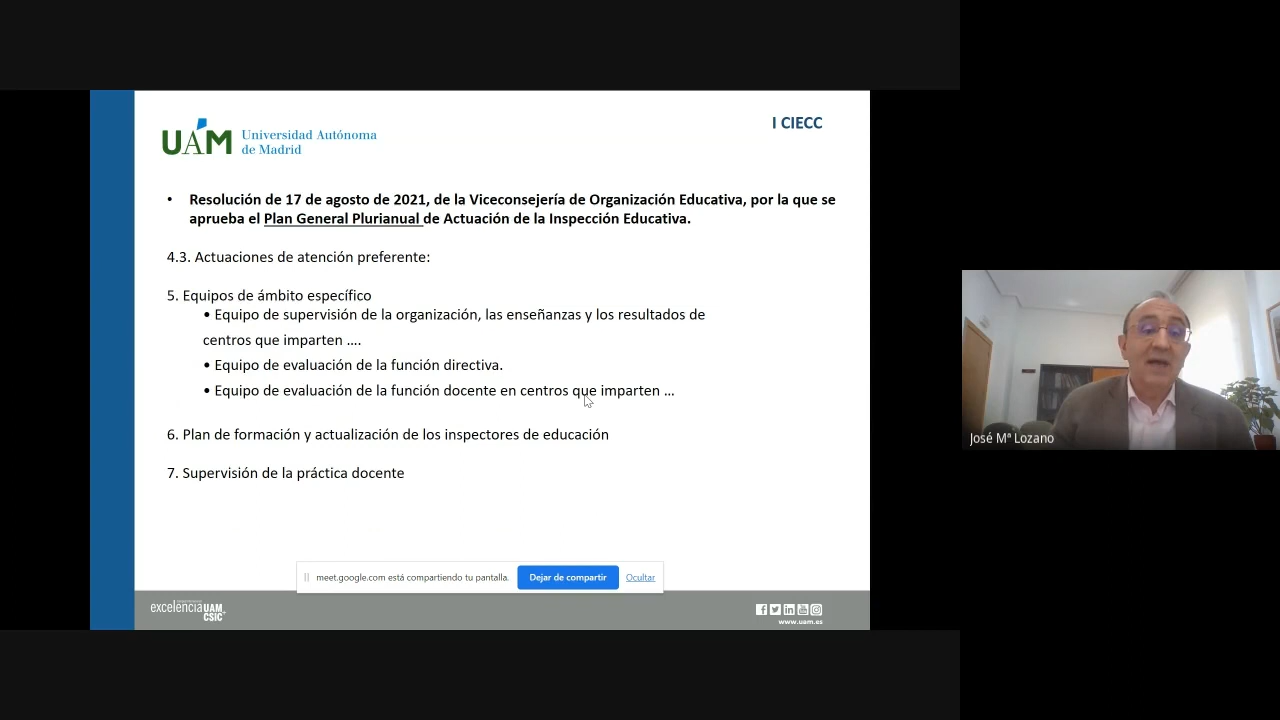 I CIECC
UAM Universidad Autónoma
de Madrid
• Resolución de 17 de agosto de 2021, de la Viceconsejería de Organización Educativa, por la que se
aprueba el Plan General Plurianual de Actuación de la Inspección Educativa.
4.3. Actuaciones de atención preferente:
5. Equipos de ámbito específico
• Equipo de supervisión de la organización, las enseñanzas y los resultados de
centros que imparten ....
• Equipo de evaluación de la función directiva.
• Equipo de evaluación de la función docente en centros que imparten ...
6. Plan de formación y actualización de los inspectores de educación
7. Supervisión de la práctica docente
meet.google.com está compartiendo tu pantalla. Dejar de compartir Ocultar
excelencia UAM
CSIC+
www.uam.es
José Mª Lozano